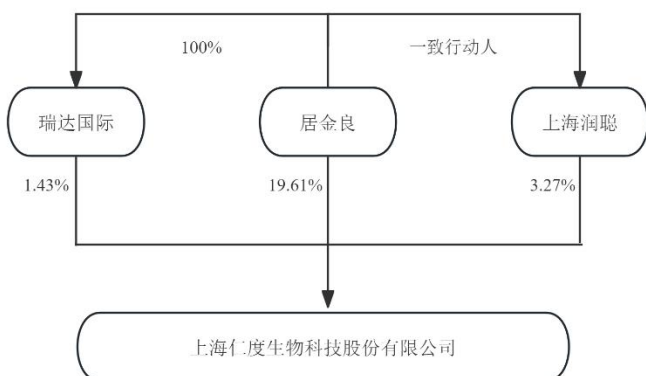 100%
一致行动人
瑞达国际
居金良
上海润聪
1.43%
19.61%
3.27%
上海仁度生物科技股份有限公司